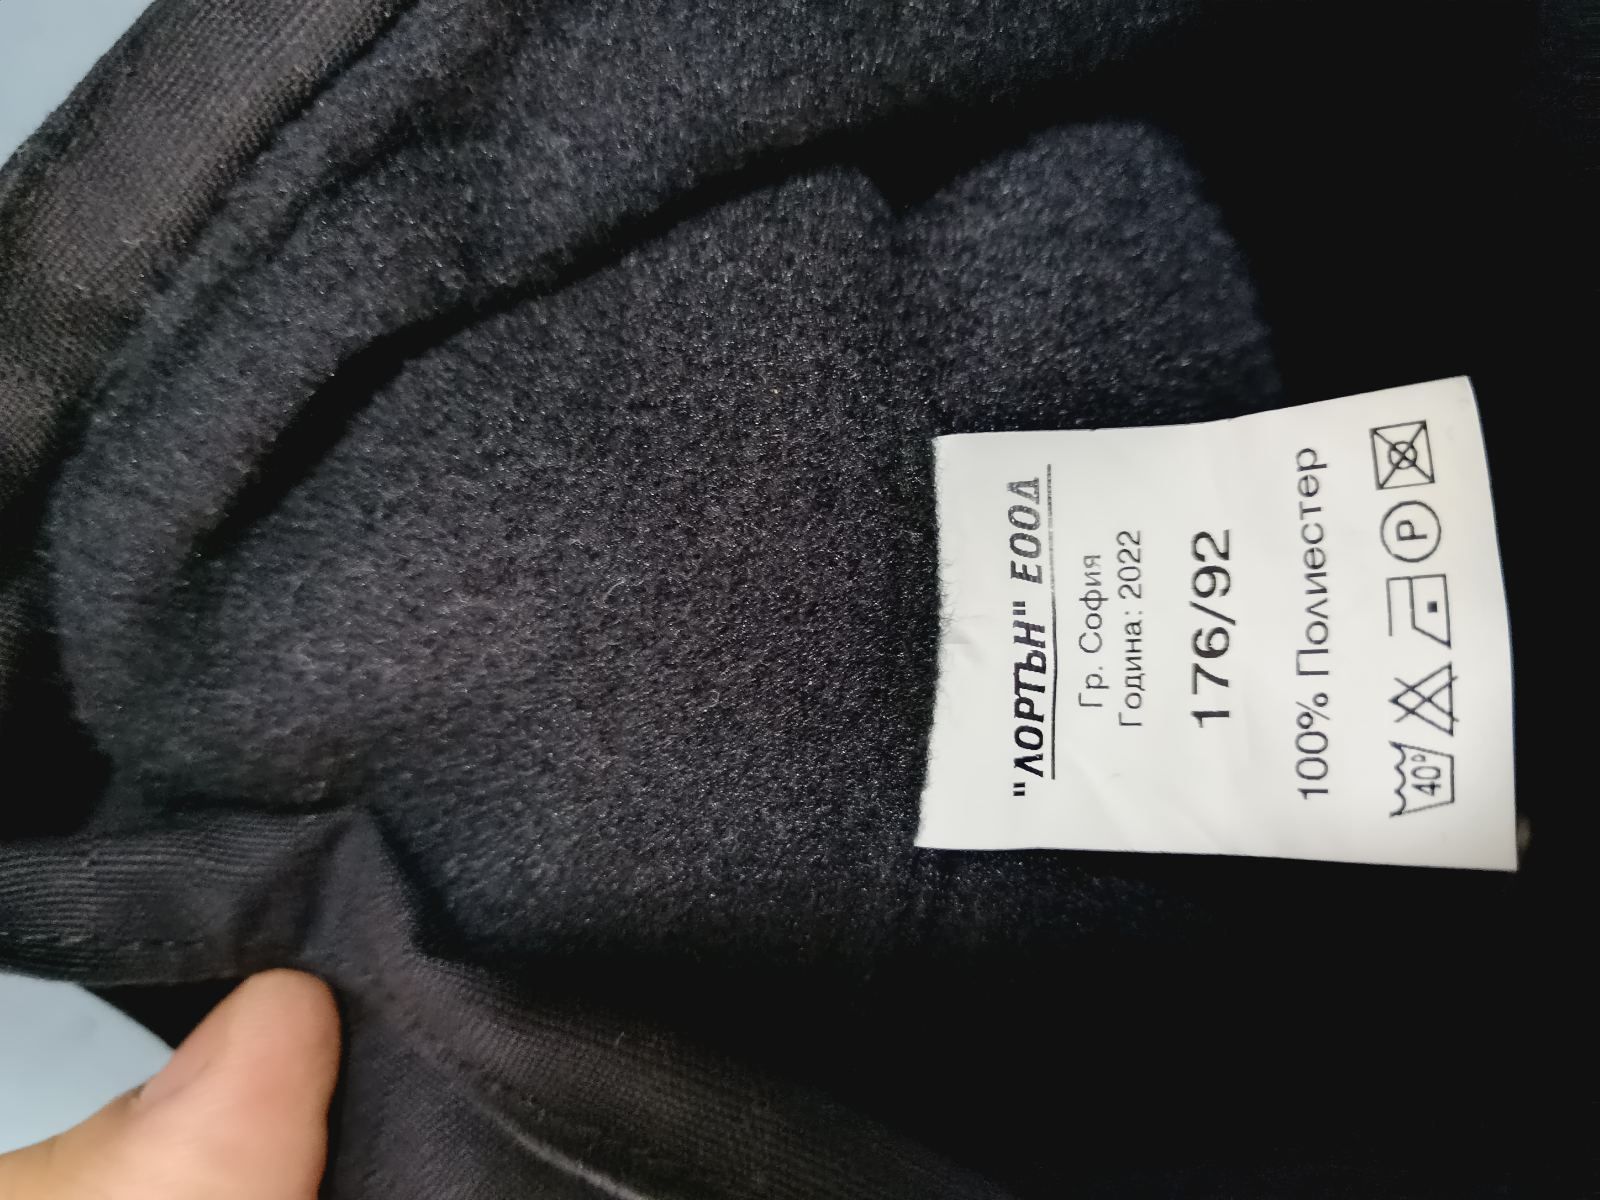 "ЛОРТЪН" ЕООД
Гр. София
Година: 2022
176/92
100% Полиестер
40° P